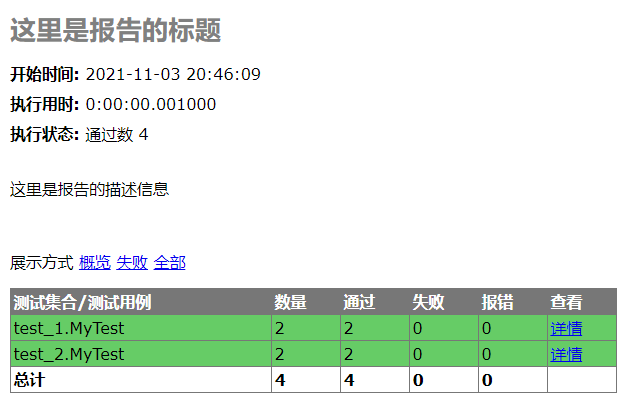 这里是报告的标题
开始时间: 2021-11-03 20:46:09
执行用时: 0:00:00.001000
执行状态: 通过数 4
这里是报告的描述信息
展示方式 概览 失败 全部
测试集合/测试用例 数量 通过 失败 报错 查看
test_1.MyTest 2 2 0 0 详情
test_2.MyTest 2 2 0 0 详情
总计 4 4 0 0